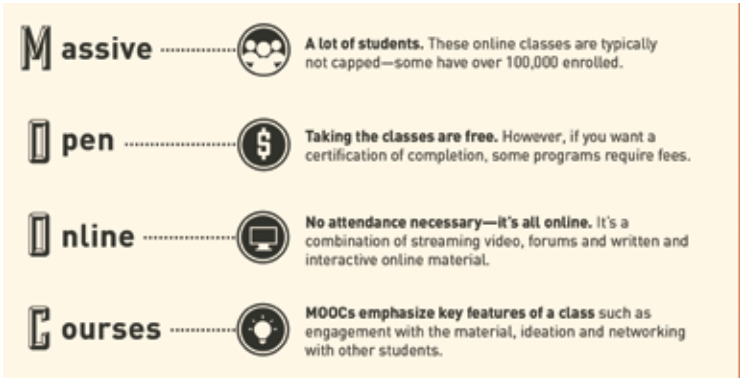 Massive
A lot of students. These online classes are typically
not capped—some have over 100,000 enrolled.
Open
$
Taking the classes are free. However, if you want a
certification of completion, some programs require fees.
Online
No attendance necessary—it's all online. It's a
combination of streaming video, forums and written and
interactive online material.
Courses
MOOCs emphasize key features of a class such as
engagement with the material, ideation and networking
with other students.